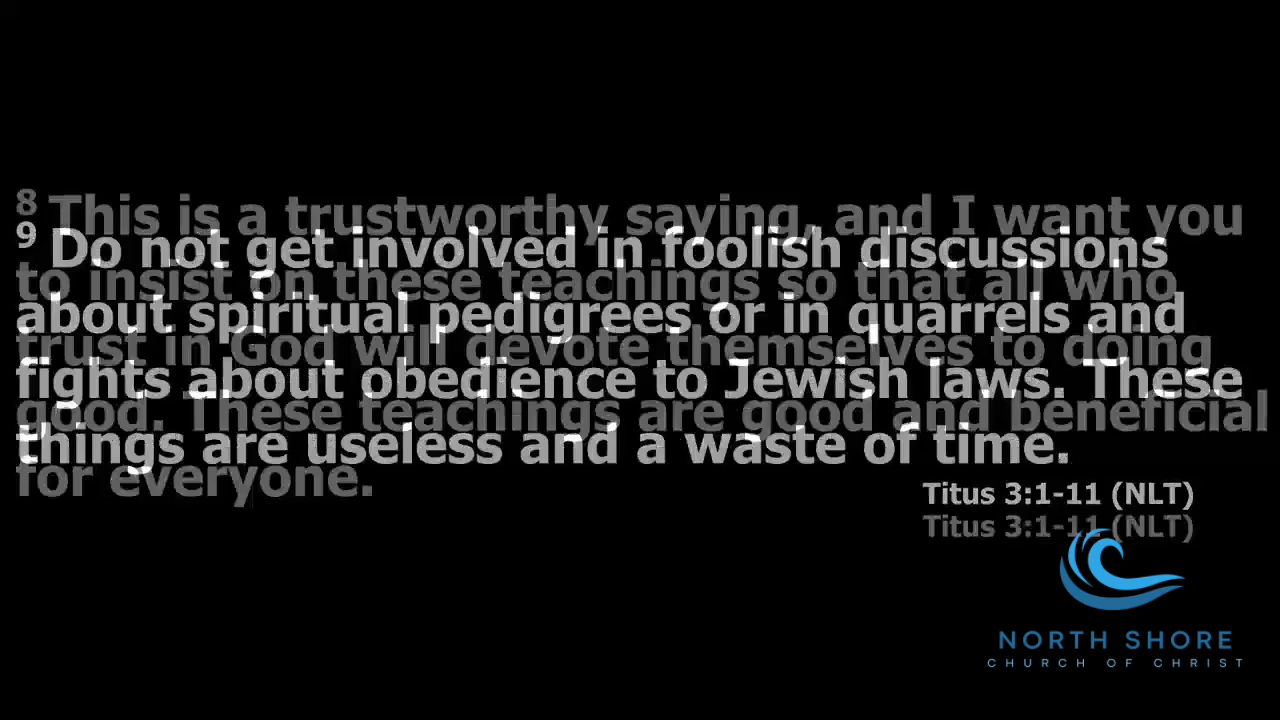 8 This is a trustworthy saying, and I want you
to insist on these teachings so that all who
trust in God will devote themselves to doing
good. These teachings are good and beneficial
for everyone.
Titus 3:1-11 (NLT)
9 Do not get involved in foolish discussions
about spiritual pedigrees or in quarrels and
fights about obedience to Jewish laws. These
things are useless and a waste of time.
Titus 3:1-11 (NLT)
NORTH SHORE
CHURCH OF CHRIST